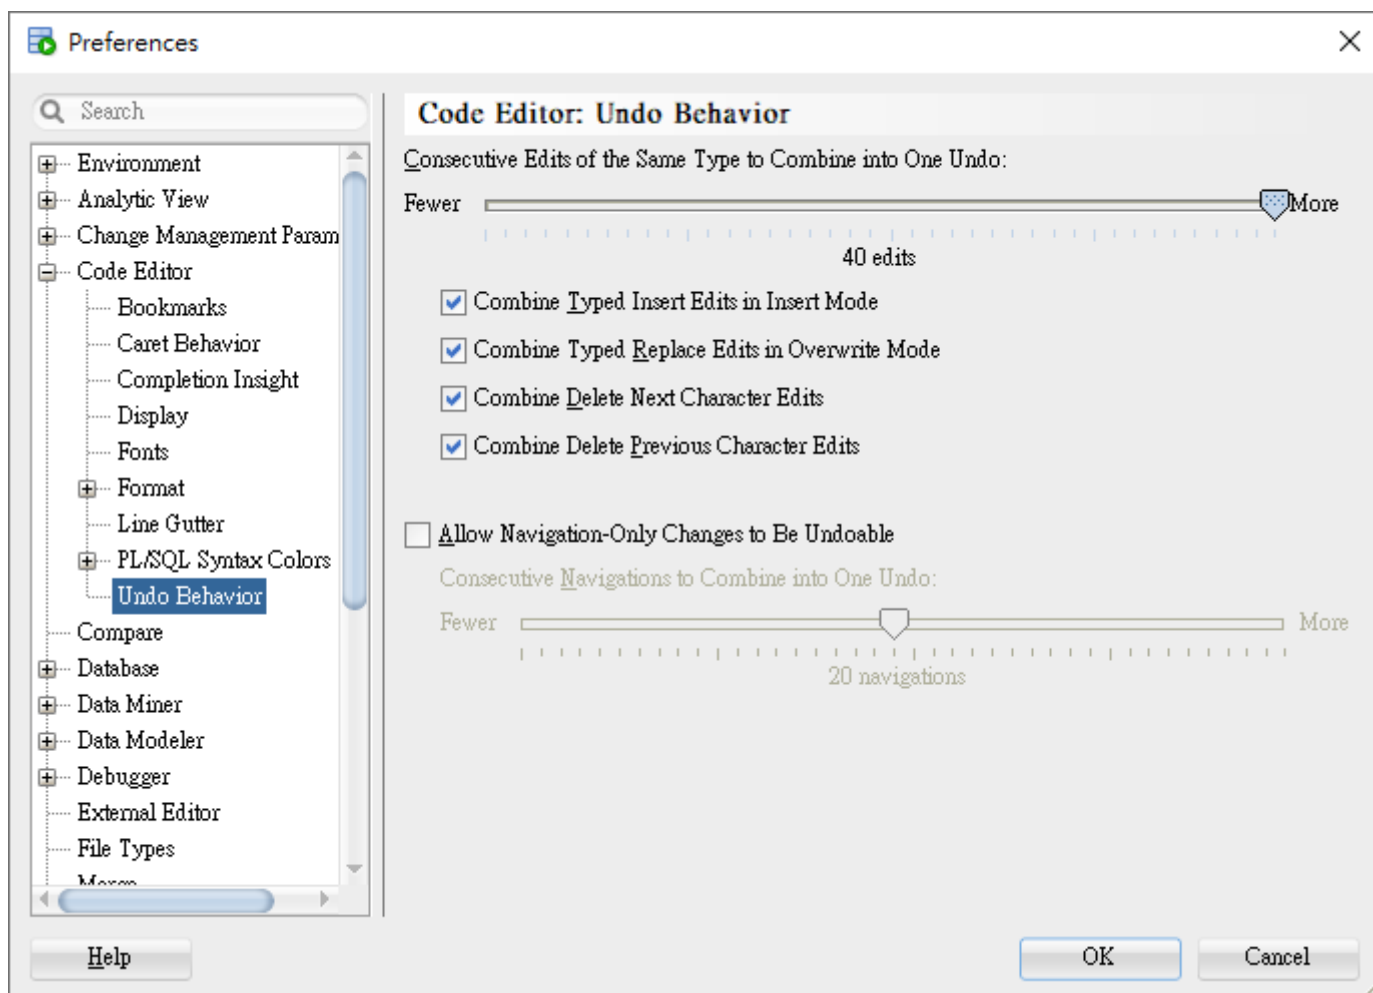 Preferences
Search
Environment
Analytic View
Change Management Param
Code Editor
Bookmarks
Caret Behavior
Completion Insight
Display
Fonts
Format
Line Gutter
PL/SQL Syntax Colors
Undo Behavior
Compare
Database
Data Miner
Data Modeler
Debugger
External Editor
File Types
Merge
Code Editor: Undo Behavior
Consecutive Edits of the Same Type to Combine into One Undo:
Fewer More
40 edits
Combine Typed Insert Edits in Insert Mode
Combine Typed Replace Edits in Overwrite Mode
Combine Delete Next Character Edits
Combine Delete Previous Character Edits
Allow Navigation-Only Changes to Be Undoable
Consecutive Navigations to Combine into One Undo:
Fewer More
20 navigations
Help OK Cancel